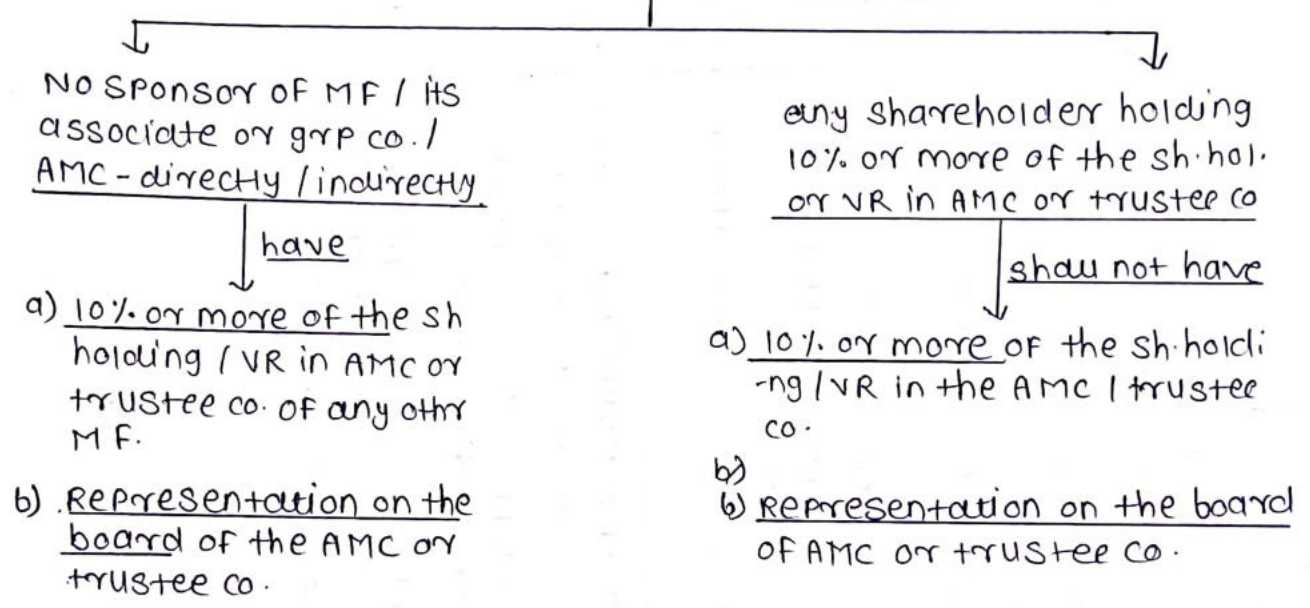 NO Sponsor OF MF / its
associate or grp co. /
AMC - directly / indirectly
have
a) 10% or more of the sh
holding / VR in AMC or
trustee co. of any othr
MF.
b) Representation on the
board of the AMC or
trustee co.
any shareholder holding
10% or more of the sh. hol.
or VR in AMC or trustee co
shall not have
a) 10% or more of the sh. holdi
-ng / VR in the AMC / trustee
co.
b)
b) Representation on the board
of AMC or trustee co.